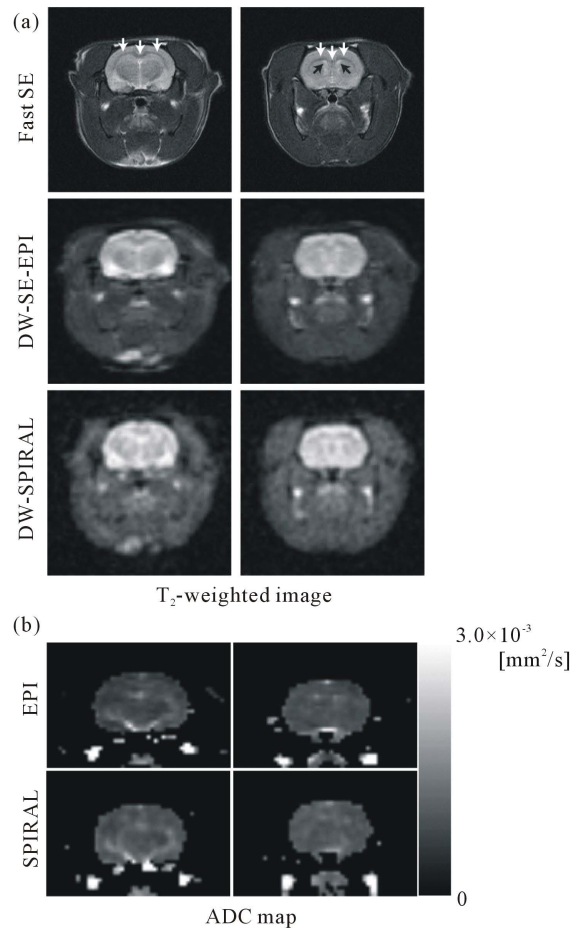 (a)
Fast SE
DW-SE-EPI
DW-SPIRAL
T₂-weighted image
(b)
3.0×10⁻³
[mm²/s]
EPI
SPIRAL
0
ADC map